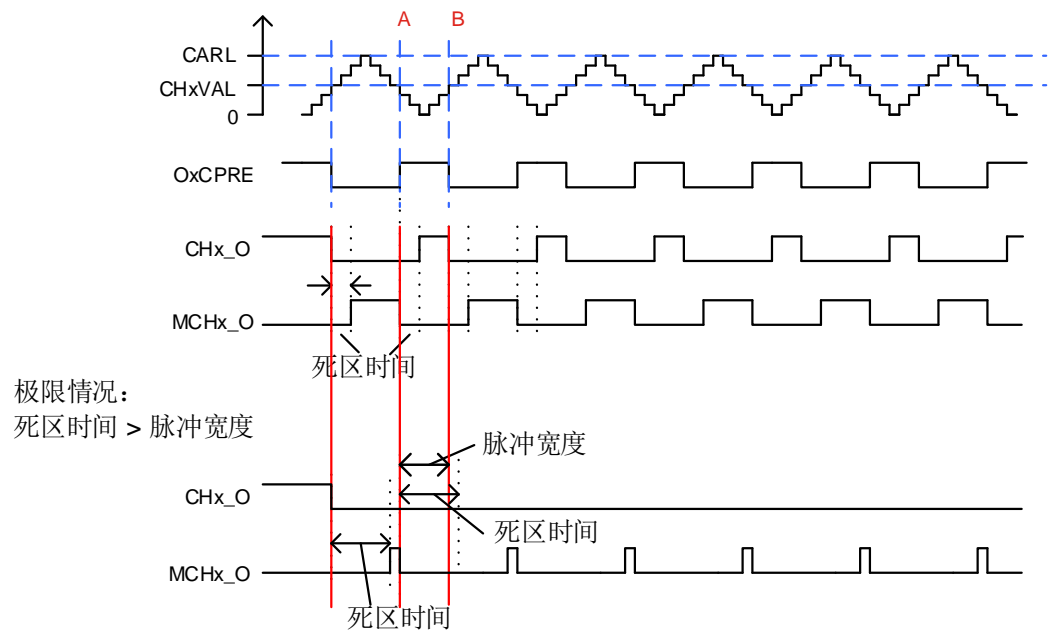 A B
CARL
CHxVAL
0
OxCPRE
CHx_O
MCHx_O
死区时间
极限情况：
死区时间 > 脉冲宽度
脉冲宽度
CHx_O
死区时间
MCHx_O
死区时间